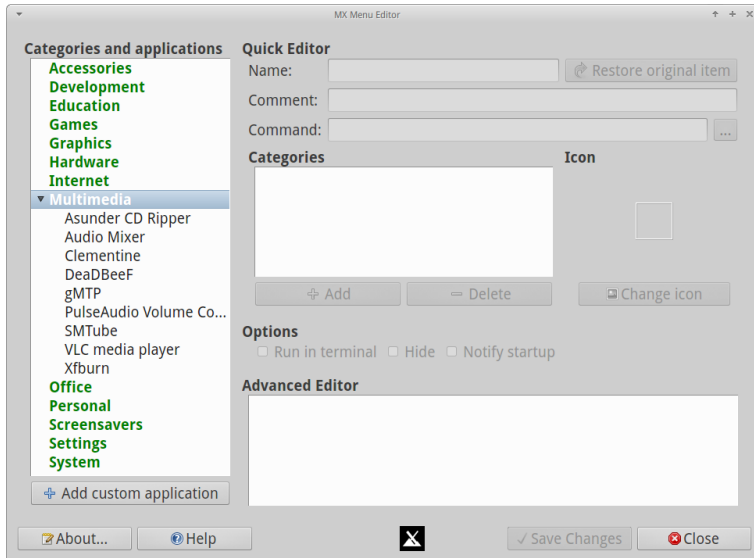 MX Menu Editor
Categories and applications
Accessories
Development
Education
Games
Graphics
Hardware
Internet
Multimedia
Asunder CD Ripper
Audio Mixer
Clementine
DeaDBeeF
gMTP
PulseAudio Volume Co...
SMTube
VLC media player
Xfburn
Office
Personal
Screensavers
Settings
System
Add custom application
Quick Editor
Name:
Restore original item
Comment:
Command:
...
Categories
Icon
Add
Delete
Change icon
Options
Run in terminal
Hide
Notify startup
Advanced Editor
About...
Help
Save Changes
Close